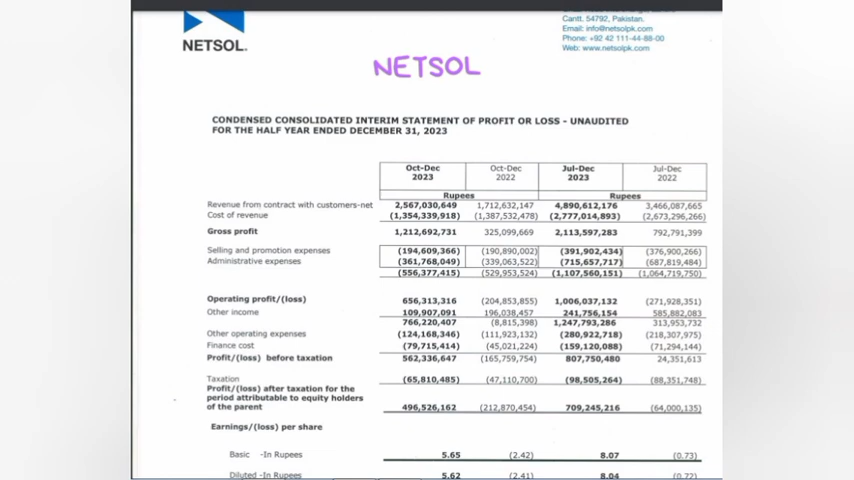 Cantt. 54792, Pakistan.
Email: info@netsolpk.com
Phone: +92 42 111-44-88-00
Web: www.netsolpk.com
NETSOL.
NETSOL
CONDENSED CONSOLIDATED INTERIM STATEMENT OF PROFIT OR LOSS - UNAUDITED
FOR THE HALF YEAR ENDED DECEMBER 31, 2023
Oct-Dec 2023 Oct-Dec 2022 Jul-Dec 2023 Jul-Dec 2022
Rupees Rupees
Revenue from contract with customers-net 2,567,030,649 1,712,632,147 4,890,612,176 3,466,087,665
Cost of revenue (1,354,339,918) (1,387,532,478) (2,777,014,893) (2,673,296,266)
Gross profit 1,212,692,731 325,099,669 2,113,597,283 792,791,399
Selling and promotion expenses (194,609,366) (190,890,002) (391,902,434) (376,900,266)
Administrative expenses (361,768,049) (339,063,522) (715,657,717) (687,819,484)
(556,377,415) (529,953,524) (1,107,560,151) (1,064,719,750)
Operating profit/(loss) 656,313,316 (204,853,855) 1,006,037,132 (271,928,351)
Other income 109,907,091 196,038,457 241,756,154 585,882,083
766,220,407 (8,815,398) 1,247,793,286 313,953,732
Other operating expenses (124,168,346) (111,923,132) (280,922,718) (218,307,975)
Finance cost (79,715,414) (45,021,224) (159,120,088) (71,294,144)
Profit/(loss) before taxation 562,336,647 (165,759,754) 807,750,480 24,351,613
Taxation (65,810,485) (47,110,700) (98,505,264) (88,351,748)
Profit/(loss) after taxation for the
period attributable to equity holders
of the parent 496,526,162 (212,870,454) 709,245,216 (64,000,135)
Earnings/(loss) per share
Basic -In Rupees 5.65 (2.42) 8.07 (0.73)
Diluted -In Rupees 5.62 (2.41) 8.04 (0.72)